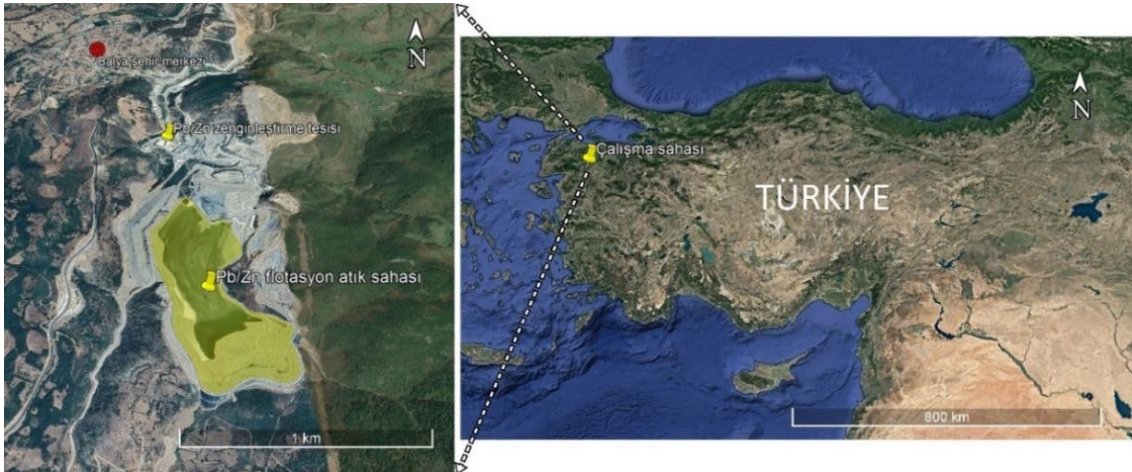 N
Balya şehir merkezi
Pb/Zn zenginleştirme tesisi
Pb/Zn flotasyon atık sahası
1 km
N
Çalışma sahası
TÜRKİYE
800 km